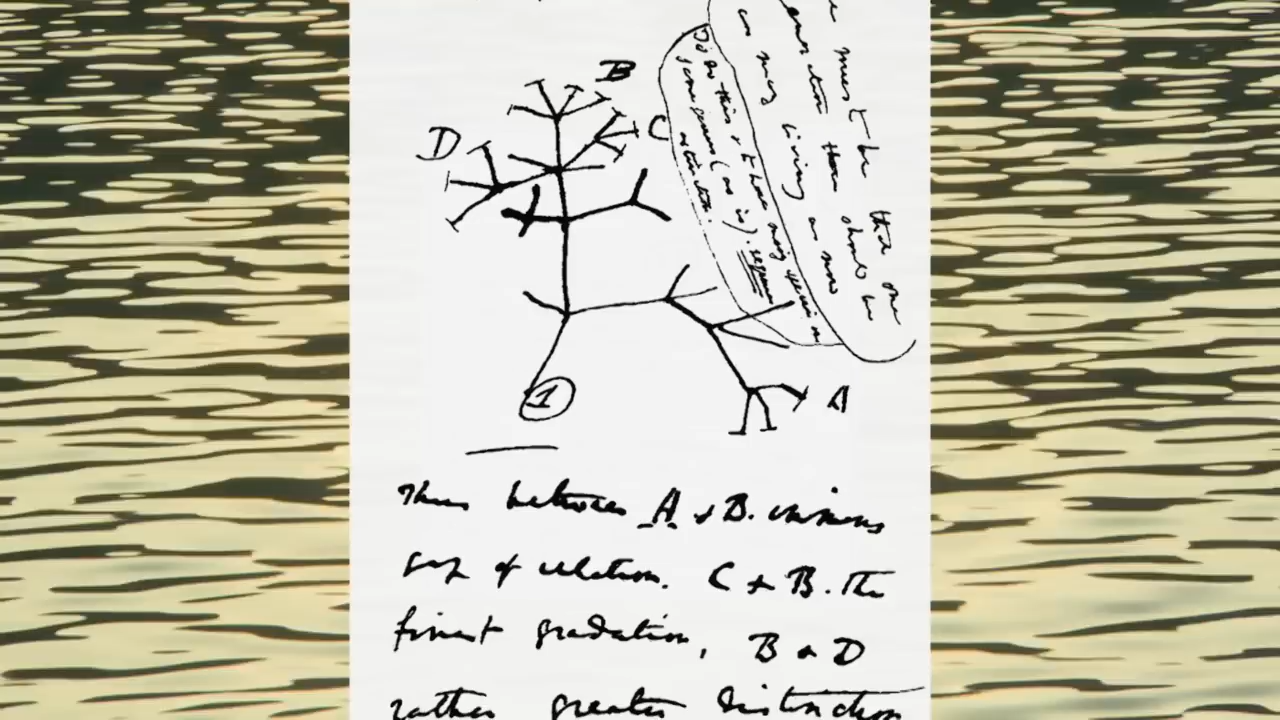 B
C
D
1
A
must be that one
then should be
as many living as now
To do this & to have many species in
same genus (as is). requires
extinction.
Thus between A & B. immens
gap of relation. C & B. The
finest gradation, B & D
rather greater distinction